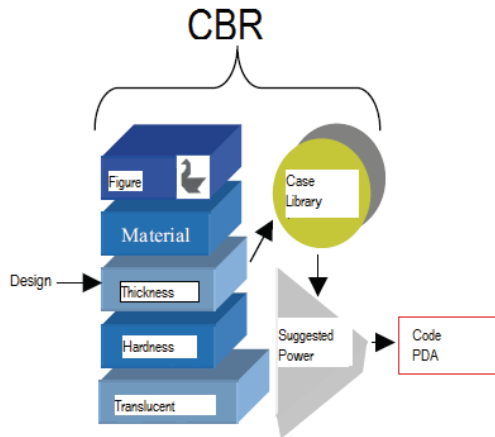 CBR
Figure
Material
Design
Thickness
Hardness
Translucent
Case
Library
Suggested
Power
Code
PDA